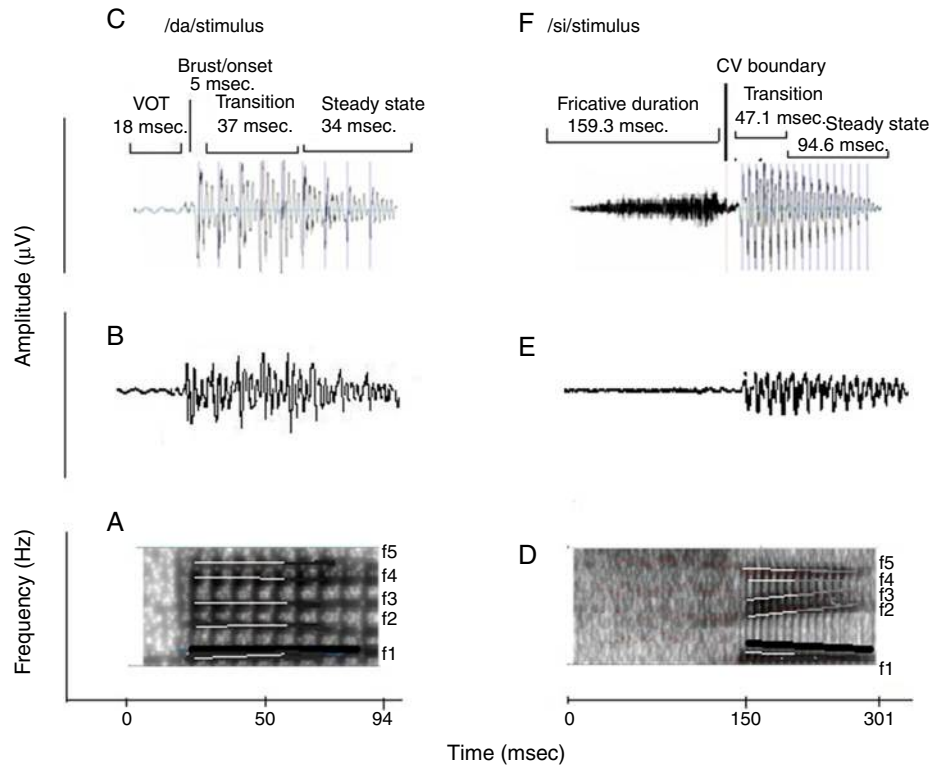 C
/da/stimulus
Brust/onset
5 msec.
VOT
18 msec.
Transition
37 msec.
Steady state
34 msec.
F
/si/stimulus
CV boundary
Fricative duration
159.3 msec.
Transition
47.1 msec.
Steady state
94.6 msec.
Amplitude (µV)
B
E
Frequency (Hz)
A
f5
f4
f3
f2
f1
D
f5
f4
f3
f2
f1
0
50
94
0
150
301
Time (msec)